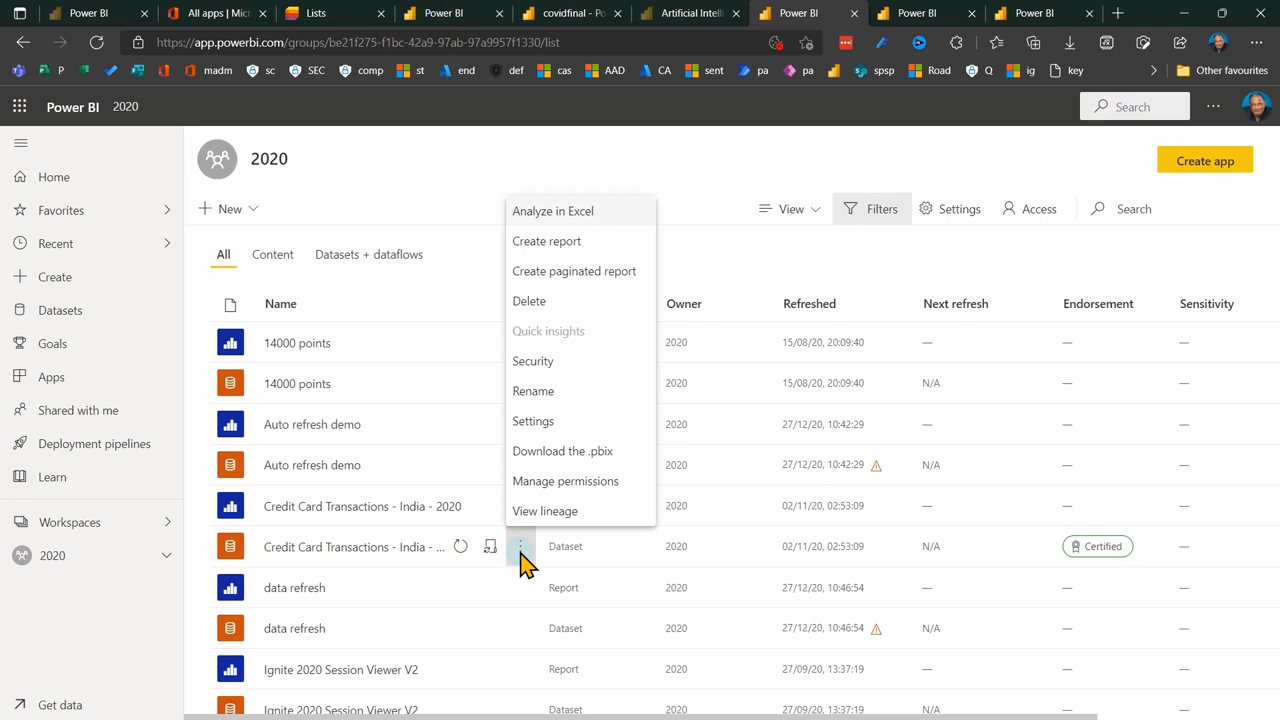 Power BI
All apps | Micr
Lists
Power BI
covidfinal - Po
Artificial Intelli
Power BI
Power BI
Power BI
https://app.powerbi.com/groups/be21f275-f1bc-42a9-97ab-97a9957f1330/list
P
madm
sc
SEC
comp
st
end
def
cas
AAD
CA
sent
pa
pa
spsp
Road
Q
ig
key
Other favourites
Power BI 2020
Search
Home
Favorites
Recent
Create
Datasets
Goals
Apps
Shared with me
Deployment pipelines
Learn
Workspaces
2020
Get data
2020
Create app
New
View
Filters
Settings
Access
Search
All Content Datasets + dataflows
Analyze in Excel
Create report
Create paginated report
Delete
Quick insights
Security
Rename
Settings
Download the .pbix
Manage permissions
View lineage
Name Owner Refreshed Next refresh Endorsement Sensitivity
14000 points 2020 15/08/20, 20:09:40 — — —
14000 points 2020 15/08/20, 20:09:40 N/A — —
Auto refresh demo 2020 27/12/20, 10:42:29 — — —
Auto refresh demo 2020 27/12/20, 10:42:29 N/A — —
Credit Card Transactions - India - 2020 2020 02/11/20, 02:53:09 — — —
Credit Card Transactions - India - ... Dataset 2020 02/11/20, 02:53:09 N/A Certified —
data refresh Report 2020 27/12/20, 10:46:54 — — —
data refresh Dataset 2020 27/12/20, 10:46:54 N/A — —
Ignite 2020 Session Viewer V2 Report 2020 27/09/20, 13:37:19 — — —
Ignite 2020 Session Viewer V2 Dataset 2020 27/09/20, 13:37:19 N/A — —